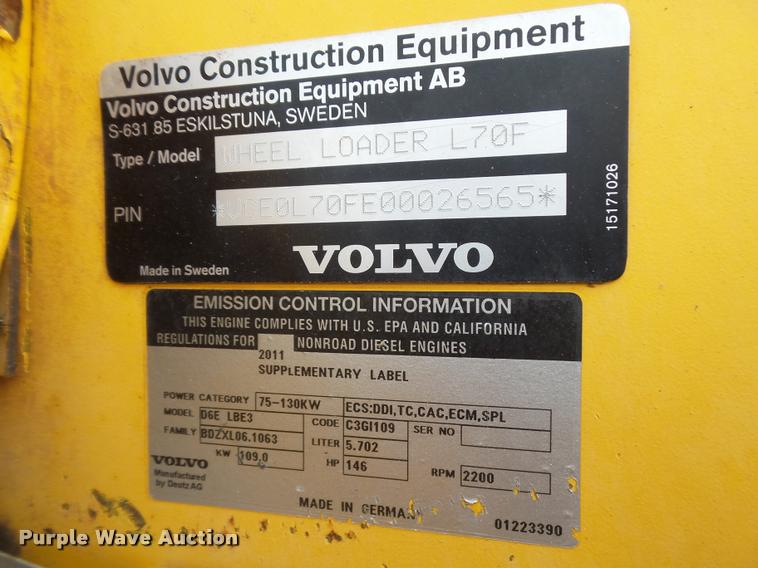 Volvo Construction Equipment
Volvo Construction Equipment AB
S-631 85 ESKILSTUNA, SWEDEN
Type / Model WHEEL LOADER L70F
PIN *VCE0L70FE00026565*
VOLVO
Made in Sweden
15171026
EMISSION CONTROL INFORMATION
THIS ENGINE COMPLIES WITH U.S. EPA AND CALIFORNIA
REGULATIONS FOR 2011 NONROAD DIESEL ENGINES
SUPPLEMENTARY LABEL
POWER CATEGORY 75-130KW ECS:DDI,TC,CAC,ECM,SPL
MODEL D6E LBE3 CODE C3GI109 SER NO
FAMILY BDZXL06.1063 LITER 5.702
KW 109.0 HP 146 RPM 2200
VOLVO
Manufactured
by Deutz AG
MADE IN GERMAN
01223390
Purple Wave Auction